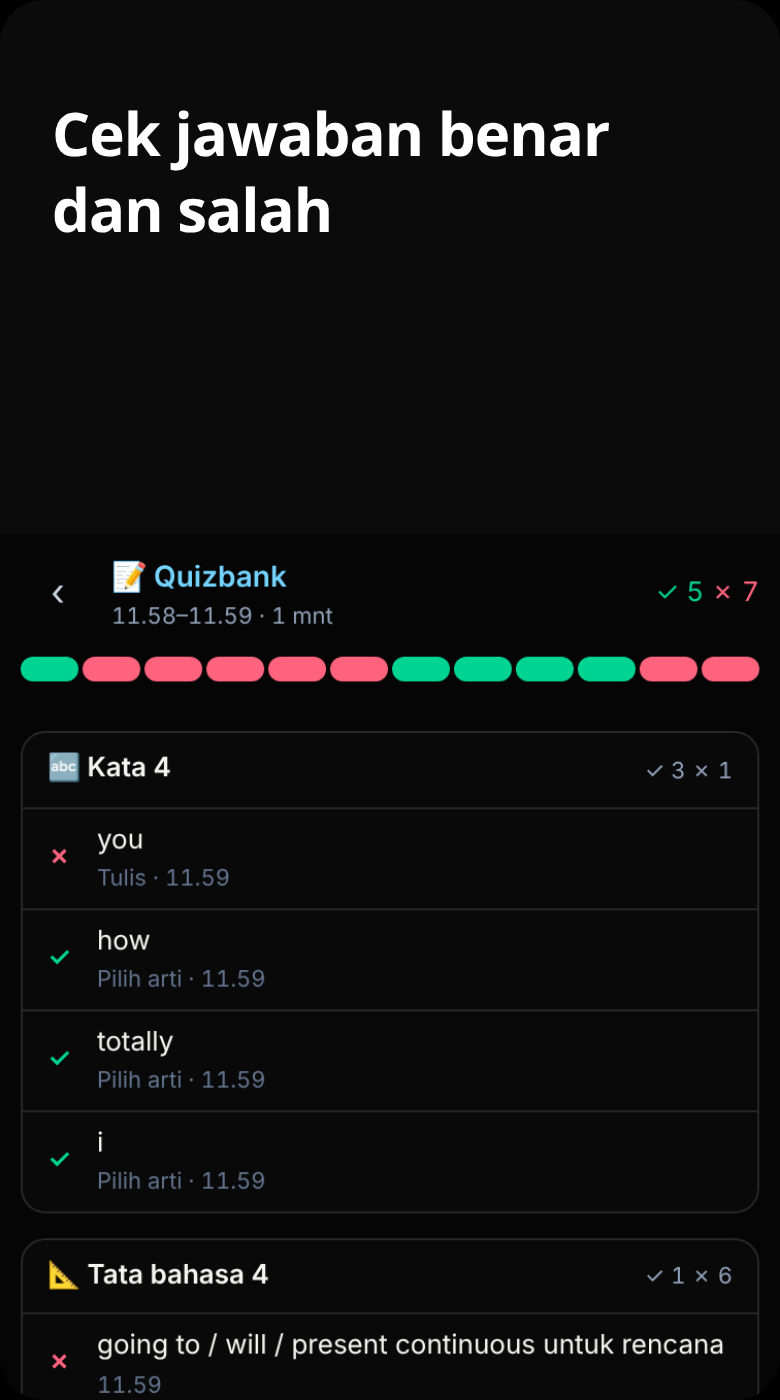 Cek jawaban benar
dan salah
📝 Quizbank
11.58–11.59 · 1 mnt
✓ 5 × 7
🔤 Kata 4
✓ 3 × 1
× you
Tulis · 11.59
✓ how
Pilih arti · 11.59
✓ totally
Pilih arti · 11.59
✓ i
Pilih arti · 11.59
📐 Tata bahasa 4
✓ 1 × 6
× going to / will / present continuous untuk rencana
11.59